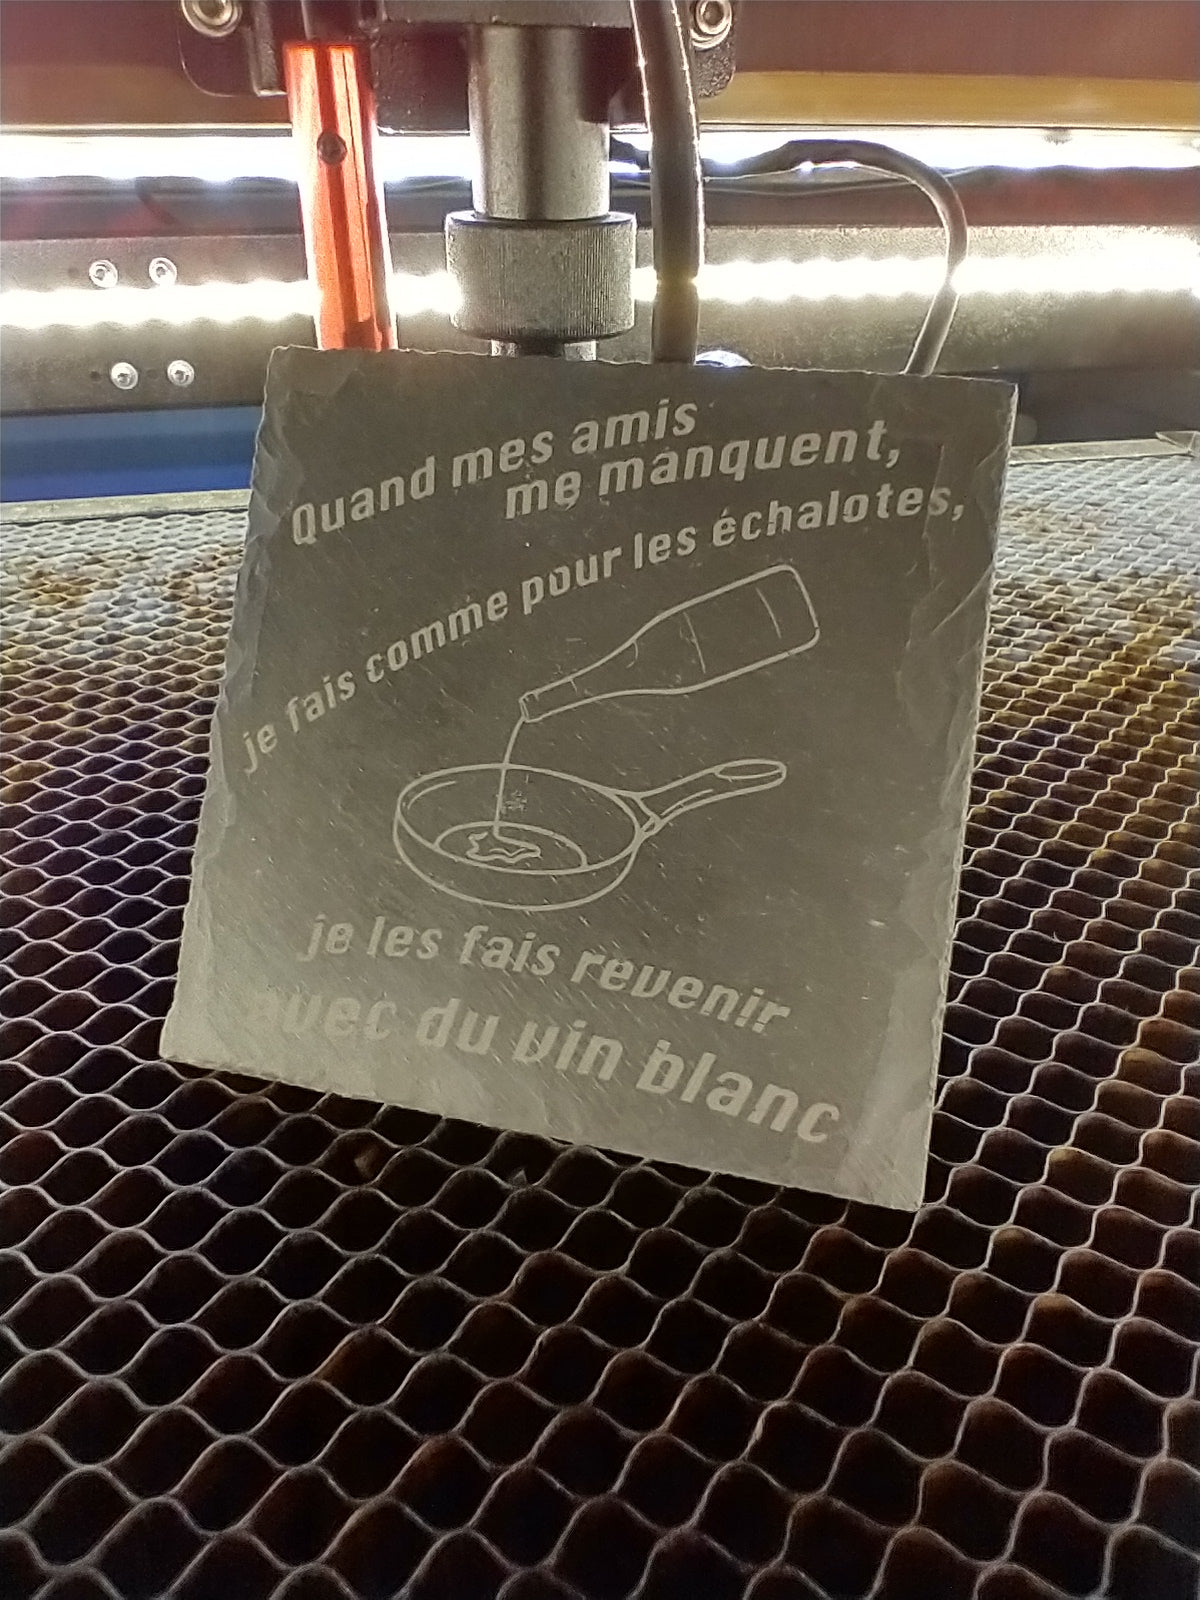 Quand mes amis
me manquent,
je fais comme pour les échalotes,
je les fais revenir
avec du vin blanc